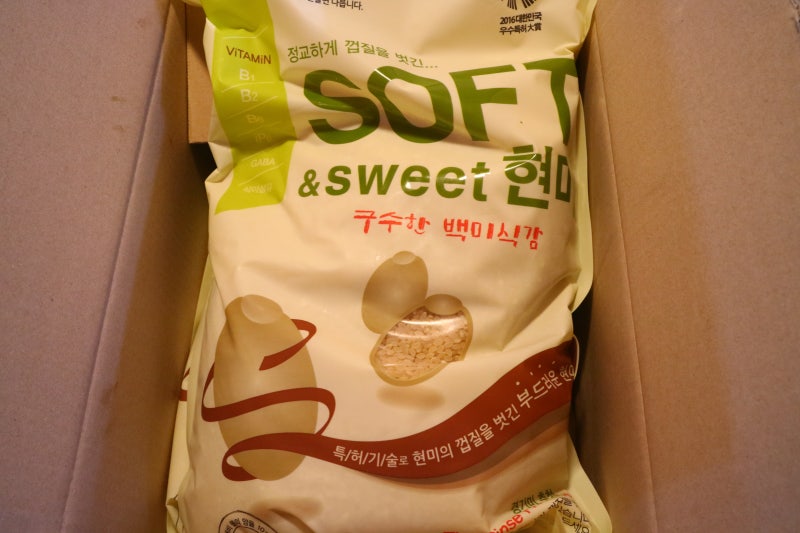 2016대한민국
우수특허大賞
정교하게 껍질을 벗긴...
VITAMIN
B1
B2
B6
GABA
SOFT
&sweet 현미
구수한 백미식감
특/허/기/술로 현미의 껍질을 벗긴 부드러운 현미